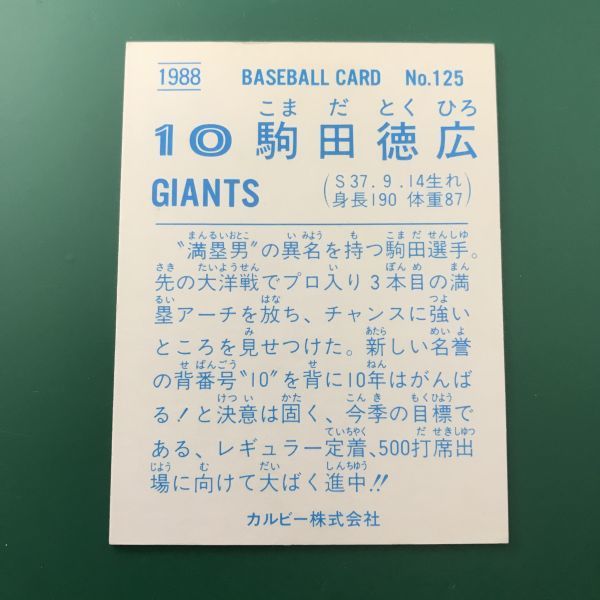 1988 BASEBALL CARD No.125
こま だ とく ひろ
10 駒田徳広
GIANTS (S37.9.14生れ
身長190 体重87)
まんるいおとこ い みよう も こま だ せんしゆ
〝満塁男〟の異名を持つ駒田選手。
さき たいようせん い ぼんめ まん
先の大洋戦でプロ入り3本目の満
るい はな つよ
塁アーチを放ち、チャンスに強い
み あたら めい よ
ところを見せつけた。新しい名誉
せ ばんごう せ ねん
の背番号〝10〟を背に10年はがんば
けつ い かた こん き もくひよう
る!と決意は固く、今季の目標で
ていちやく だ せきしゆつ
ある、レギュラー定着、500打席出
じよう む だい しんちゆう
場に向けて大ばく進中!!
カルビー株式会社